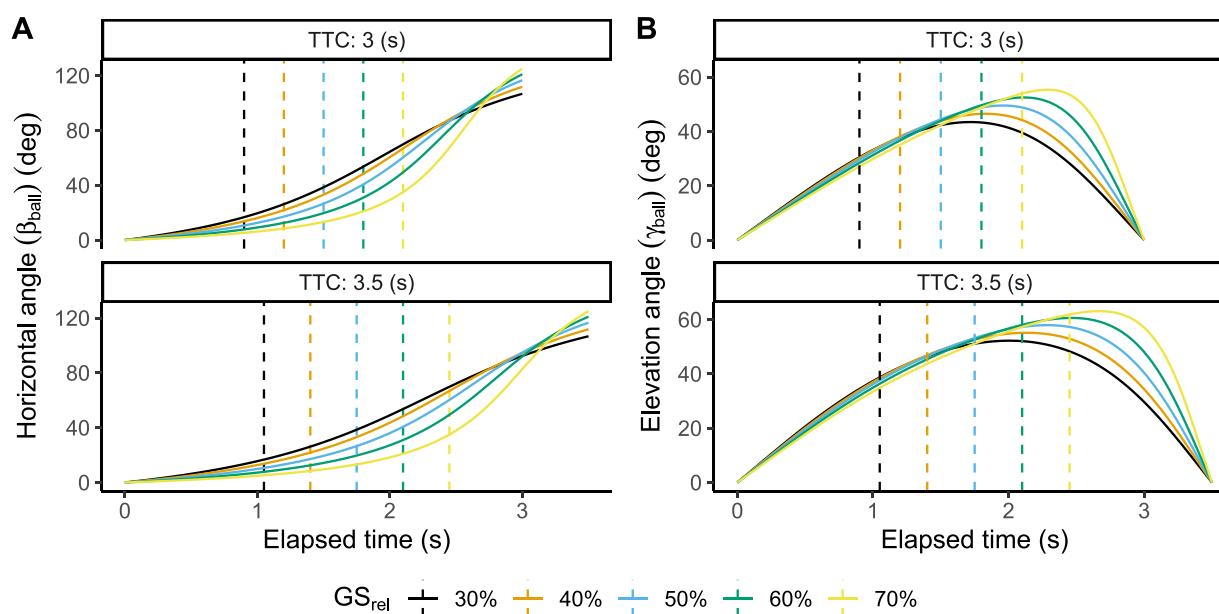 A
TTC: 3 (s)
120
80
40
0
TTC: 3.5 (s)
120
80
40
0
0 1 2 3
Horizontal angle (βball) (deg)
Elapsed time (s)
B
TTC: 3 (s)
60
40
20
0
TTC: 3.5 (s)
60
40
20
0
0 1 2 3
Elevation angle (γball) (deg)
Elapsed time (s)
GSrel 30% 40% 50% 60% 70%